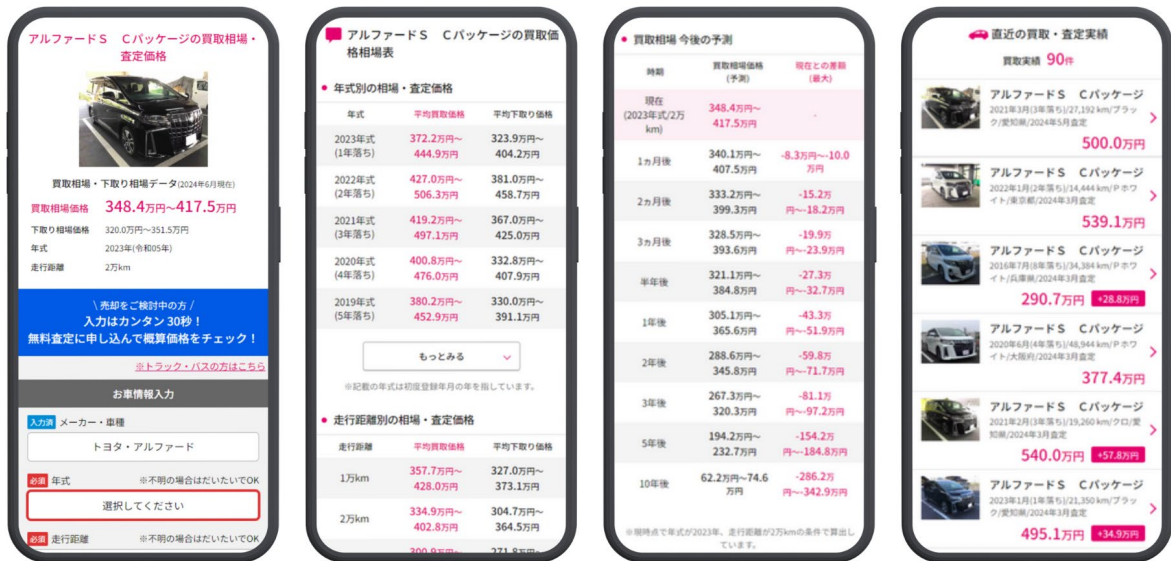 アルファードＳ　Ｃパッケージの買取相場・
査定価格
買取相場・下取り相場データ(2024年6月現在)
買取相場価格 348.4万円～417.5万円
下取り相場価格 320.0万円～351.5万円
年式 2023年(令和05年)
走行距離 2万km
\ 売却をご検討中の方 /
入力はカンタン 30秒！
無料査定に申し込んで概算価格をチェック！
※トラック・バスの方はこちら
お車情報入力
入力済 メーカー・車種
トヨタ・アルファード
必須 年式 ※不明の場合はだいたいでOK
選択してください
必須 走行距離 ※不明の場合はだいたいでOK
アルファードＳ　Ｃパッケージの買取価
格相場表
年式別の相場・査定価格
年式 平均買取価格 平均下取り価格
2023年式 372.2万円～ 323.9万円～
(1年落ち) 444.9万円 404.2万円
2022年式 427.0万円～ 381.0万円～
(2年落ち) 506.3万円 458.7万円
2021年式 419.2万円～ 367.0万円～
(3年落ち) 497.1万円 425.0万円
2020年式 400.8万円～ 332.8万円～
(4年落ち) 476.0万円 407.9万円
2019年式 380.2万円～ 330.0万円～
(5年落ち) 452.9万円 391.1万円
もっとみる
※記載の年式は初度登録年月の年を指しています。
走行距離別の相場・査定価格
走行距離 平均買取価格 平均下取り価格
1万km 357.7万円～ 327.0万円～
428.0万円 373.1万円
2万km 334.9万円～ 304.7万円～
402.8万円 364.5万円
300.9万円～ 271.8万円～
買取相場 今後の予測
時期 買取相場価格 現在との差額
(予測) (最大)
現在
(2023年式/2万
km)
348.4万円～
417.5万円
-
1ヵ月後 340.1万円～ -8.3万円～-10.0
407.5万円 万円
2ヵ月後 333.2万円～ -15.2万
399.3万円 円～-18.2万円
3ヵ月後 328.5万円～ -19.9万
393.6万円 円～-23.9万円
半年後 321.1万円～ -27.3万
384.8万円 円～-32.7万円
1年後 305.1万円～ -43.3万
365.6万円 円～-51.9万円
2年後 288.6万円～ -59.8万
345.8万円 円～-71.7万円
3年後 267.3万円～ -81.1万
320.3万円 円～-97.2万円
5年後 194.2万円～ -154.2万
232.7万円 円～-184.8万円
10年後 62.2万円～74.6 -286.2万
万円 円～-342.9万円
※現時点で年式が2023年、走行距離が2万kmの条件で算出し
ています。
直近の買取・査定実績
買取実績 90件
アルファードＳ　Ｃパッケージ
2021年3月(3年落ち)/27,192 km/ブラッ
ク/愛知県/2024年5月査定
500.0万円
アルファードＳ　Ｃパッケージ
2022年1月(2年落ち)/14,444 km/Ｐホワ
イト/東京都/2024年3月査定
539.1万円
アルファードＳ　Ｃパッケージ
2016年7月(8年落ち)/34,384 km/Ｐホワ
イト/兵庫県/2024年3月査定
290.7万円 +28.8万円
アルファードＳ　Ｃパッケージ
2020年6月(4年落ち)/48,944 km/Ｐホワ
イト/大阪府/2024年3月査定
377.4万円
アルファードＳ　Ｃパッケージ
2021年2月(3年落ち)/19,260 km/クロ/愛
知県/2024年3月査定
540.0万円 +57.8万円
アルファードＳ　Ｃパッケージ
2023年1月(1年落ち)/21,350 km/ブラッ
ク/愛知県/2024年3月査定
495.1万円 +34.9万円